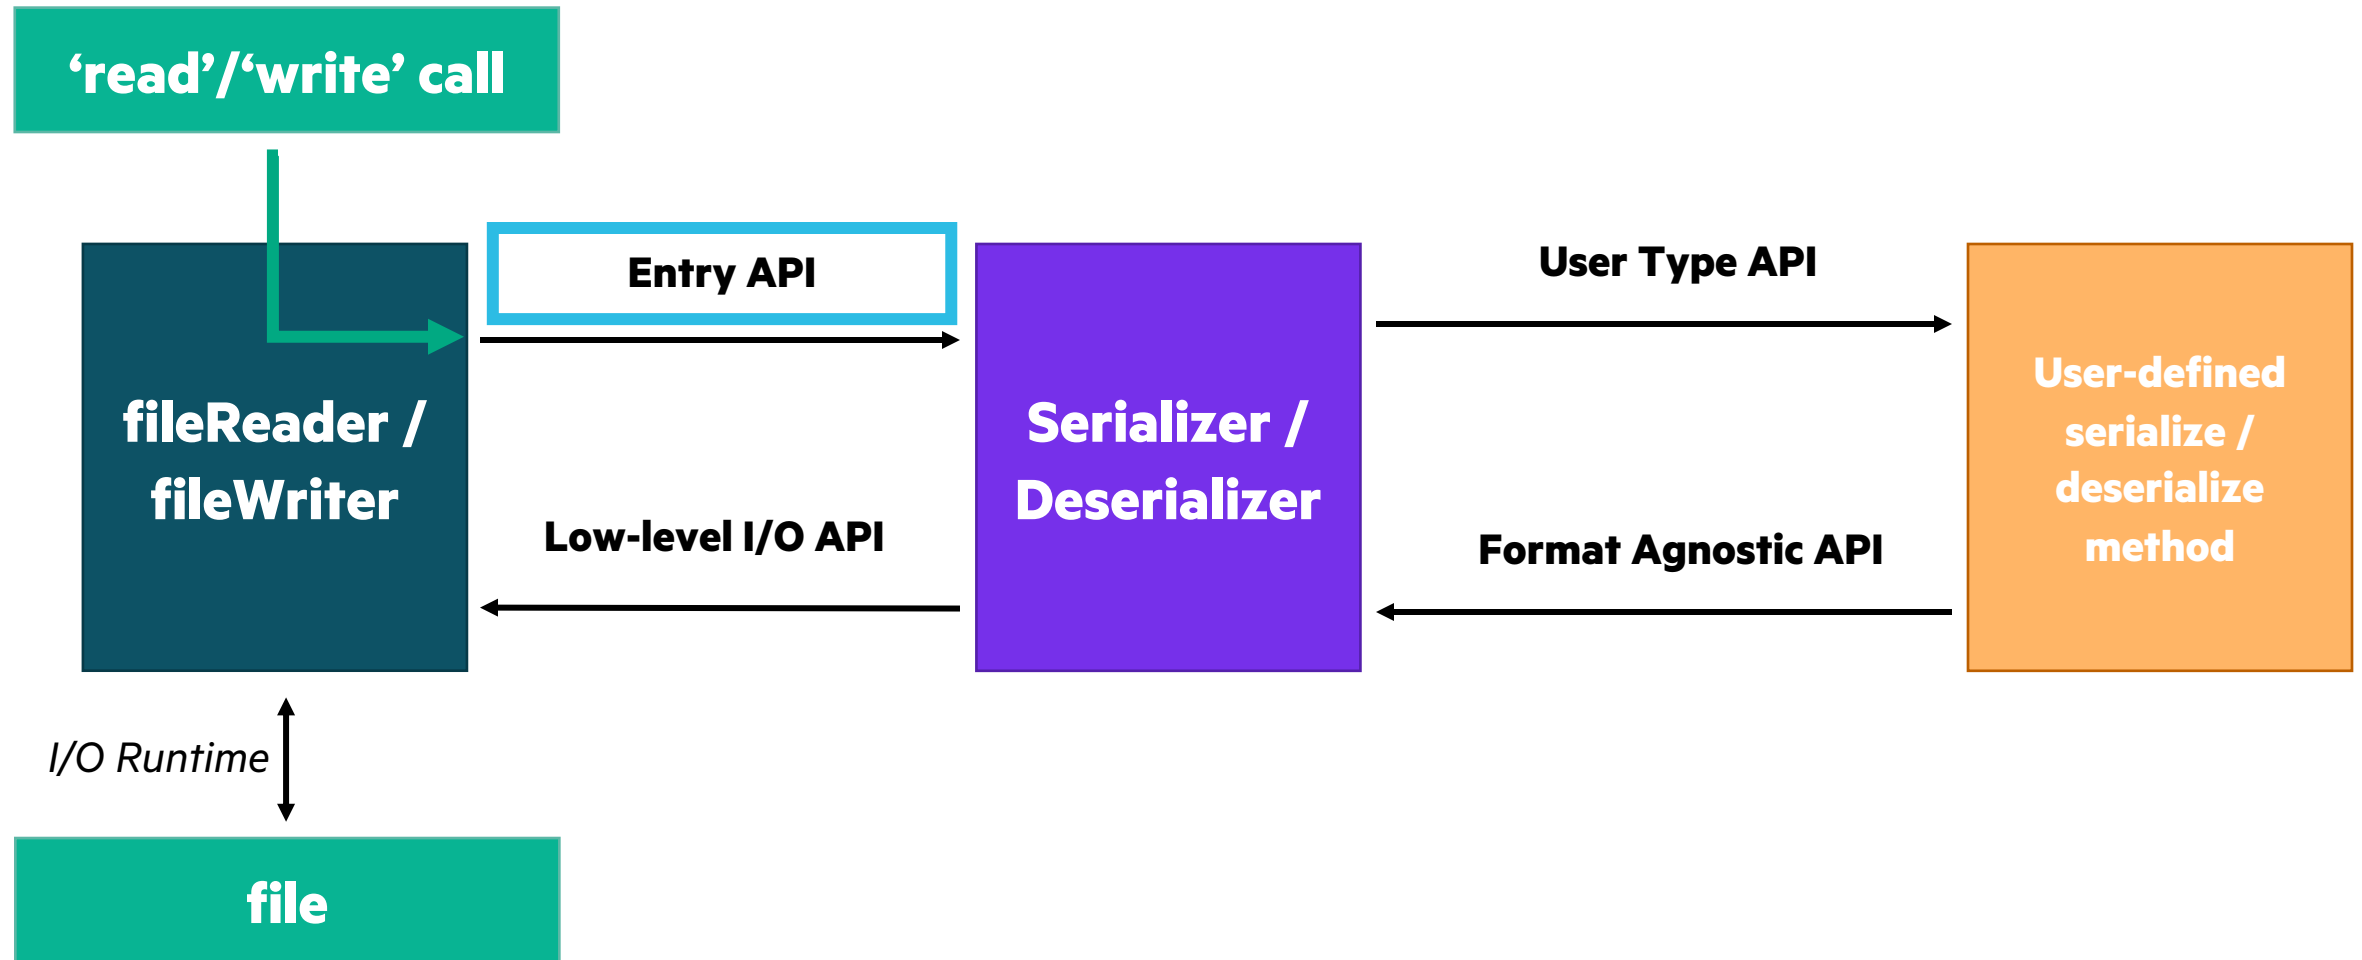 ‘read’/‘write’ call
Entry API
User Type API
fileReader /
fileWriter
Serializer /
Deserializer
User-defined
serialize /
deserialize
method
Low-level I/O API
Format Agnostic API
I/O Runtime
file